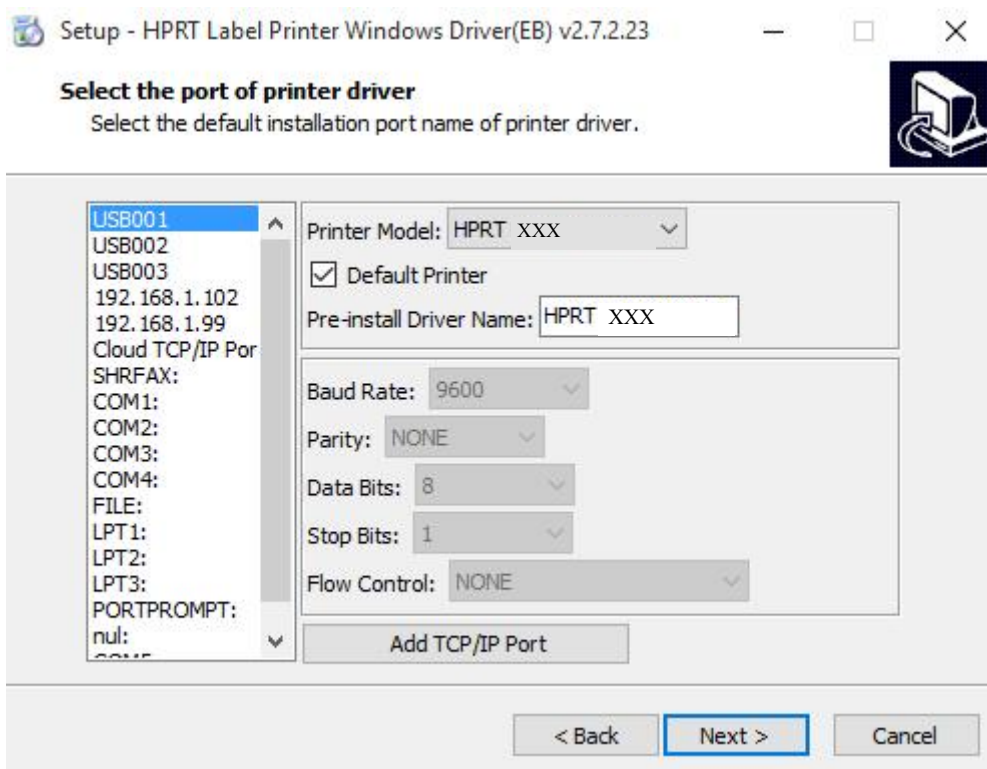 Setup - HPRT Label Printer Windows Driver(EB) v2.7.2.23
Select the port of printer driver
Select the default installation port name of printer driver.
USB001
USB002
USB003
192.168.1.102
192.168.1.99
Cloud TCP/IP Por
SHRFAX:
COM1:
COM2:
COM3:
COM4:
FILE:
LPT1:
LPT2:
LPT3:
PORTPROMPT:
nul:
Printer Model: HPRT XXX
Default Printer
Pre-install Driver Name: HPRT XXX
Baud Rate: 9600
Parity: NONE
Data Bits: 8
Stop Bits: 1
Flow Control: NONE
Add TCP/IP Port
< Back
Next >
Cancel